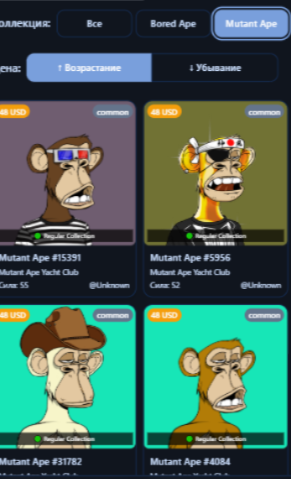 оллекция: Все Bored Ape Mutant Ape
ена: ↑ Возрастание ↓ Убывание
48 USD common 48 USD common
Regular Collection Regular Collection
Mutant Ape #15391 Mutant Ape #5956
Mutant Ape Yacht Club Mutant Ape Yacht Club
Сила: 55 @Unknown Сила: 52 @Unknown
48 USD common 48 USD common
Regular Collection Regular Collection
Mutant Ape #31782 Mutant Ape #4084